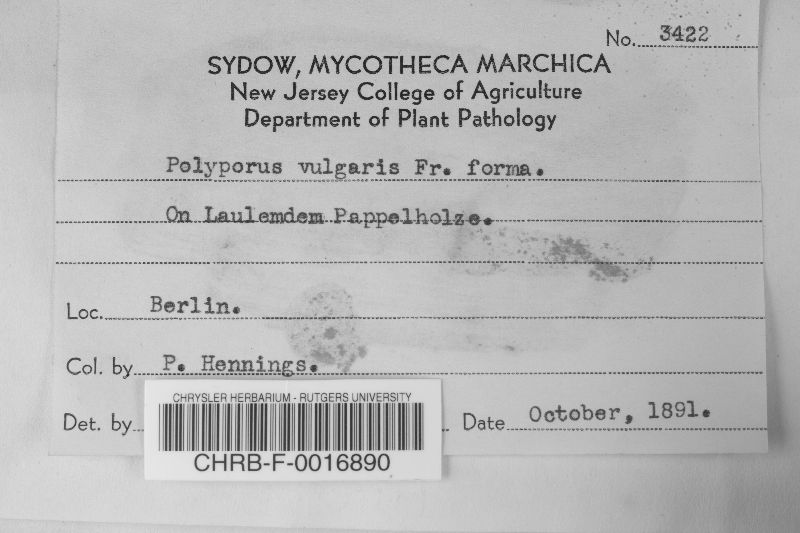 No. 3422
SYDOW, MYCOTHECA MARCHICA
New Jersey College of Agriculture
Department of Plant Pathology
Polyporus vulgaris Fr. forma.
On Laulemdem Pappelholze.
Loc. Berlin.
Col. by P. Hennings.
Det. by
Date October, 1891.
CHRYSLER HERBARIUM - RUTGERS UNIVERSITY
CHRB-F-0016890